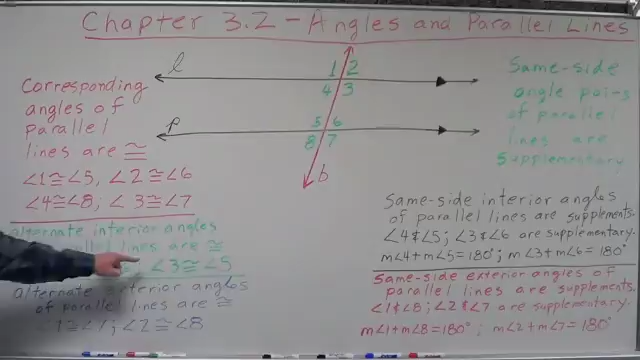 Chapter 3.2 - Angles and Parallel Lines
Corresponding
angles of
parallel
lines are ≅
∠1≅∠5, ∠2≅∠6
∠4≅∠8; ∠3≅∠7
alternate interior angles
parallel lines are ≅
∠3≅∠5
alternate exterior angles
of parallel lines are ≅
1≅∠7; ∠2≅∠8
l
1 2
4 3
p
5 6
8 7
b
Same-side
angle pairs
of parallel
lines are
Supplementary
Same-side interior angles
of parallel lines are supplements.
∠4 & ∠5; ∠3 & ∠6 are supplementary.
m∠4 + m∠5 = 180°; m∠3 + m∠6 = 180°
Same-side exterior angles of
parallel lines are supplements.
∠1 & ∠8; ∠2 & ∠7 are supplementary.
m∠1 + m∠8 = 180° ; m∠2 + m∠7 = 180°